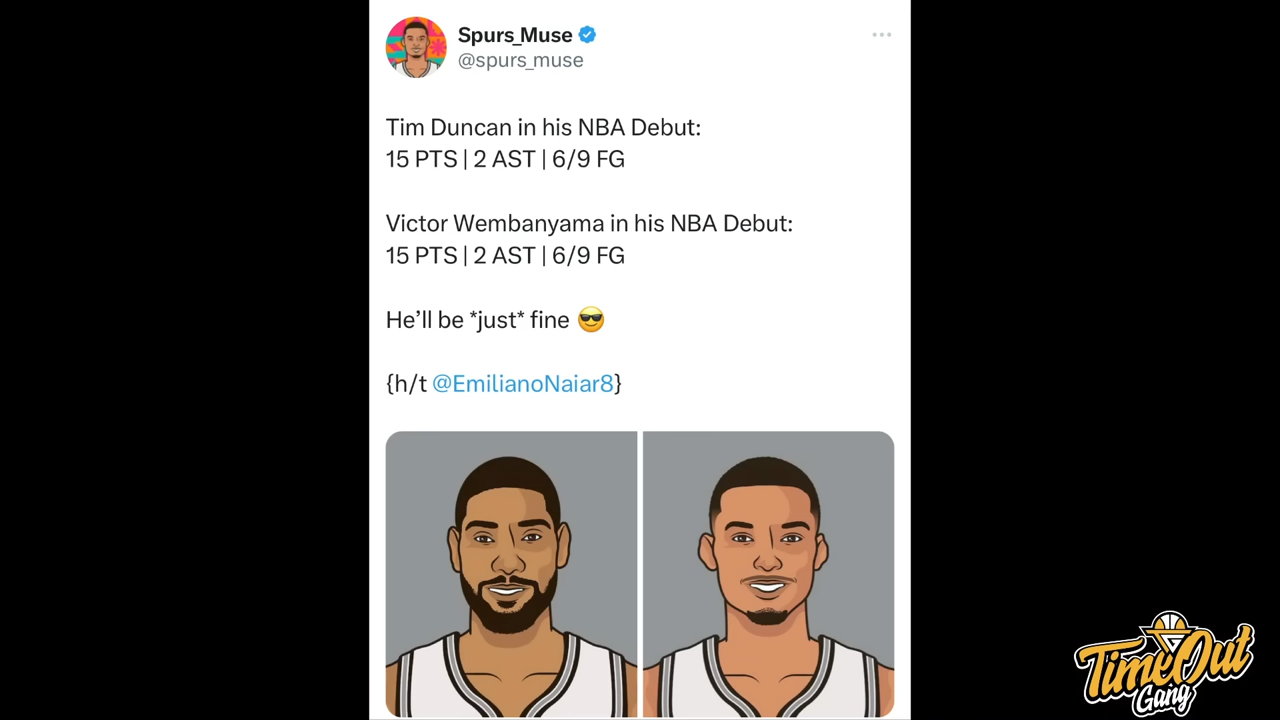 Spurs_Muse
@spurs_muse
Tim Duncan in his NBA Debut:
15 PTS | 2 AST | 6/9 FG
Victor Wembanyama in his NBA Debut:
15 PTS | 2 AST | 6/9 FG
He’ll be *just* fine 😎
{h/t @EmilianoNaiar8}
TimeOut
Gang